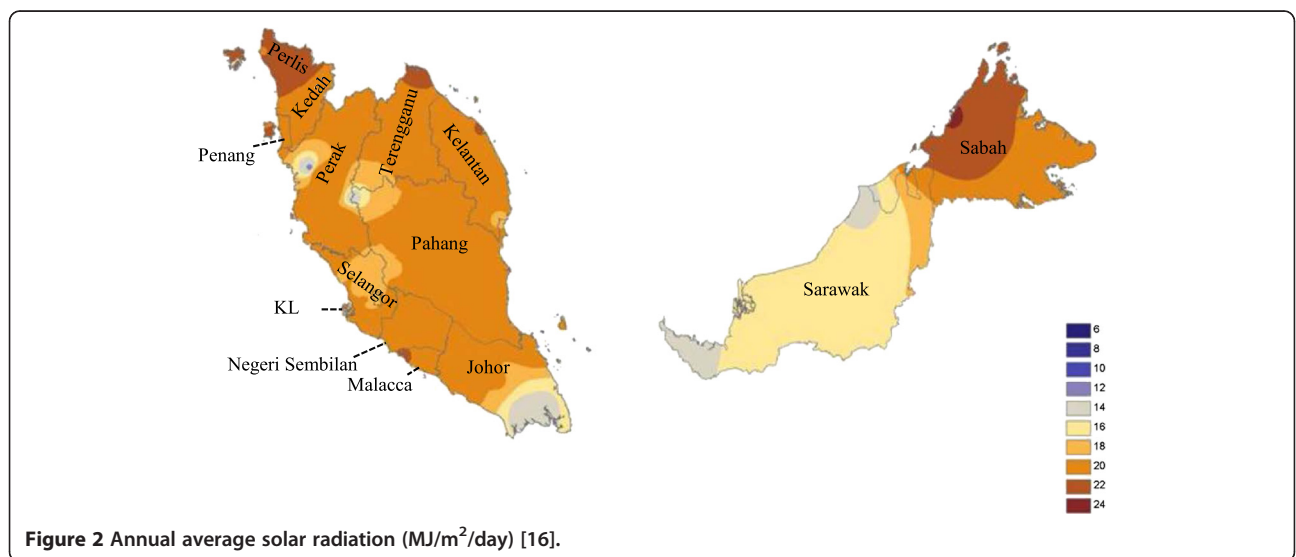 Perlis
Kedah
Penang
Perak
Terengganu
Kelantan
Pahang
Selangor
KL
Negeri Sembilan
Malacca
Johor
Sabah
Sarawak
6
8
10
12
14
16
18
20
22
24
Figure 2 Annual average solar radiation (MJ/m²/day) [16].